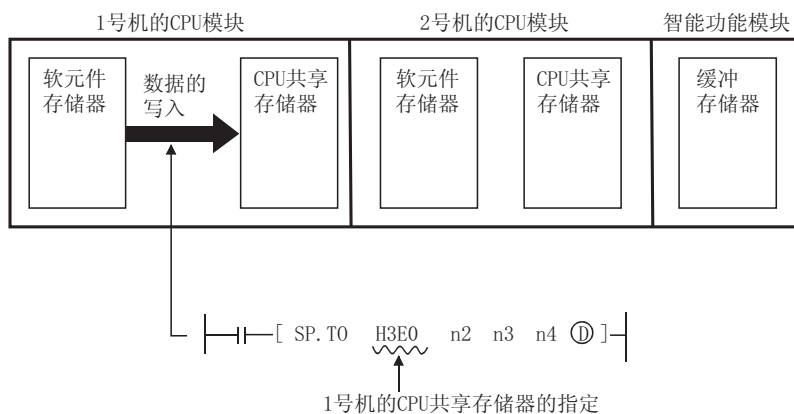 1号机的CPU模块 2号机的CPU模块 智能功能模块
软元件
存储器
数据的
写入
CPU共享
存储器
软元件
存储器
CPU共享
存储器
缓冲
存储器
[ SP.TO H3E0 n2 n3 n4 Ⓓ ]
1号机的CPU共享存储器的指定